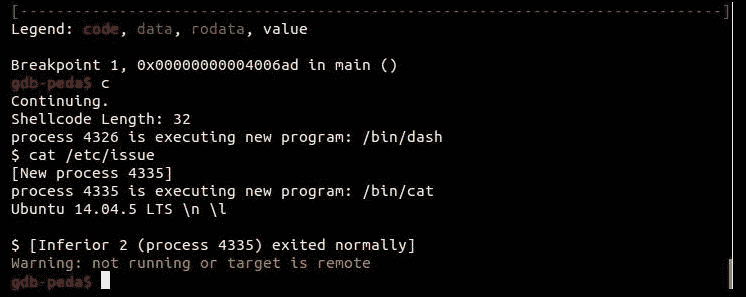 [------------------------------------------------------------------------------]
Legend: code, data, rodata, value
Breakpoint 1, 0x00000000004006ad in main ()
gdb-peda$ c
Continuing.
Shellcode Length: 32
process 4326 is executing new program: /bin/dash
$ cat /etc/issue
[New process 4335]
process 4335 is executing new program: /bin/cat
Ubuntu 14.04.5 LTS \n \l
$ [Inferior 2 (process 4335) exited normally]
Warning: not running or target is remote
gdb-peda$